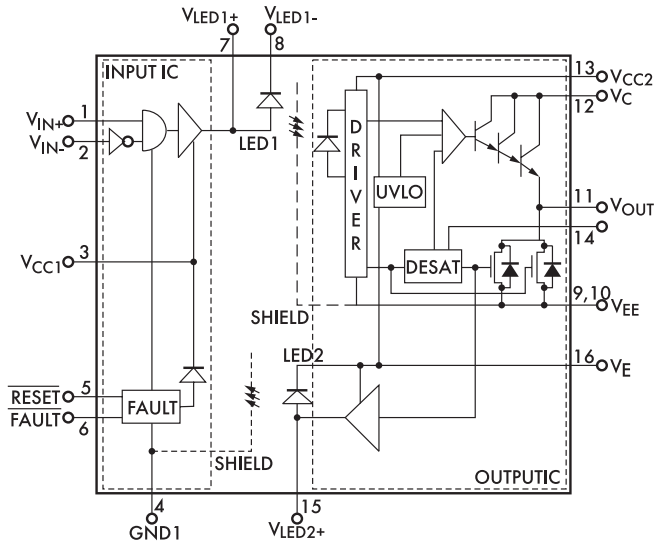 VLED1+
VLED1-
7
8
INPUT IC
13
VCC2
12
VC
VIN+
1
VIN-
2
LED1
D
R
I
V
E
R
UVLO
11
VOUT
14
VCC1
3
DESAT
9,10
VEE
SHIELD
LED2
16
VE
RESET
5
FAULT
6
FAULT
SHIELD
OUTPUTIC
4
GND1
15
VLED2+